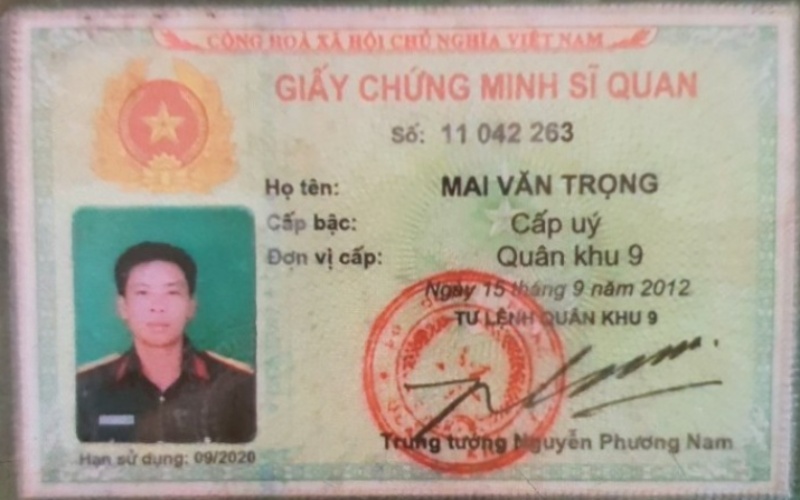 CỘNG HOÀ XÃ HỘI CHỦ NGHĨA VIỆT NAM
GIẤY CHỨNG MINH SĨ QUAN
Số: 11 042 263
Họ tên: MAI VĂN TRỌNG
Cấp bậc: Cấp uý
Đơn vị cấp: Quân khu 9
Ngày 15 tháng 9 năm 2012
TƯ LỆNH QUÂN KHU 9
Trung tướng Nguyễn Phương Nam
Hạn sử dụng: 09/2020